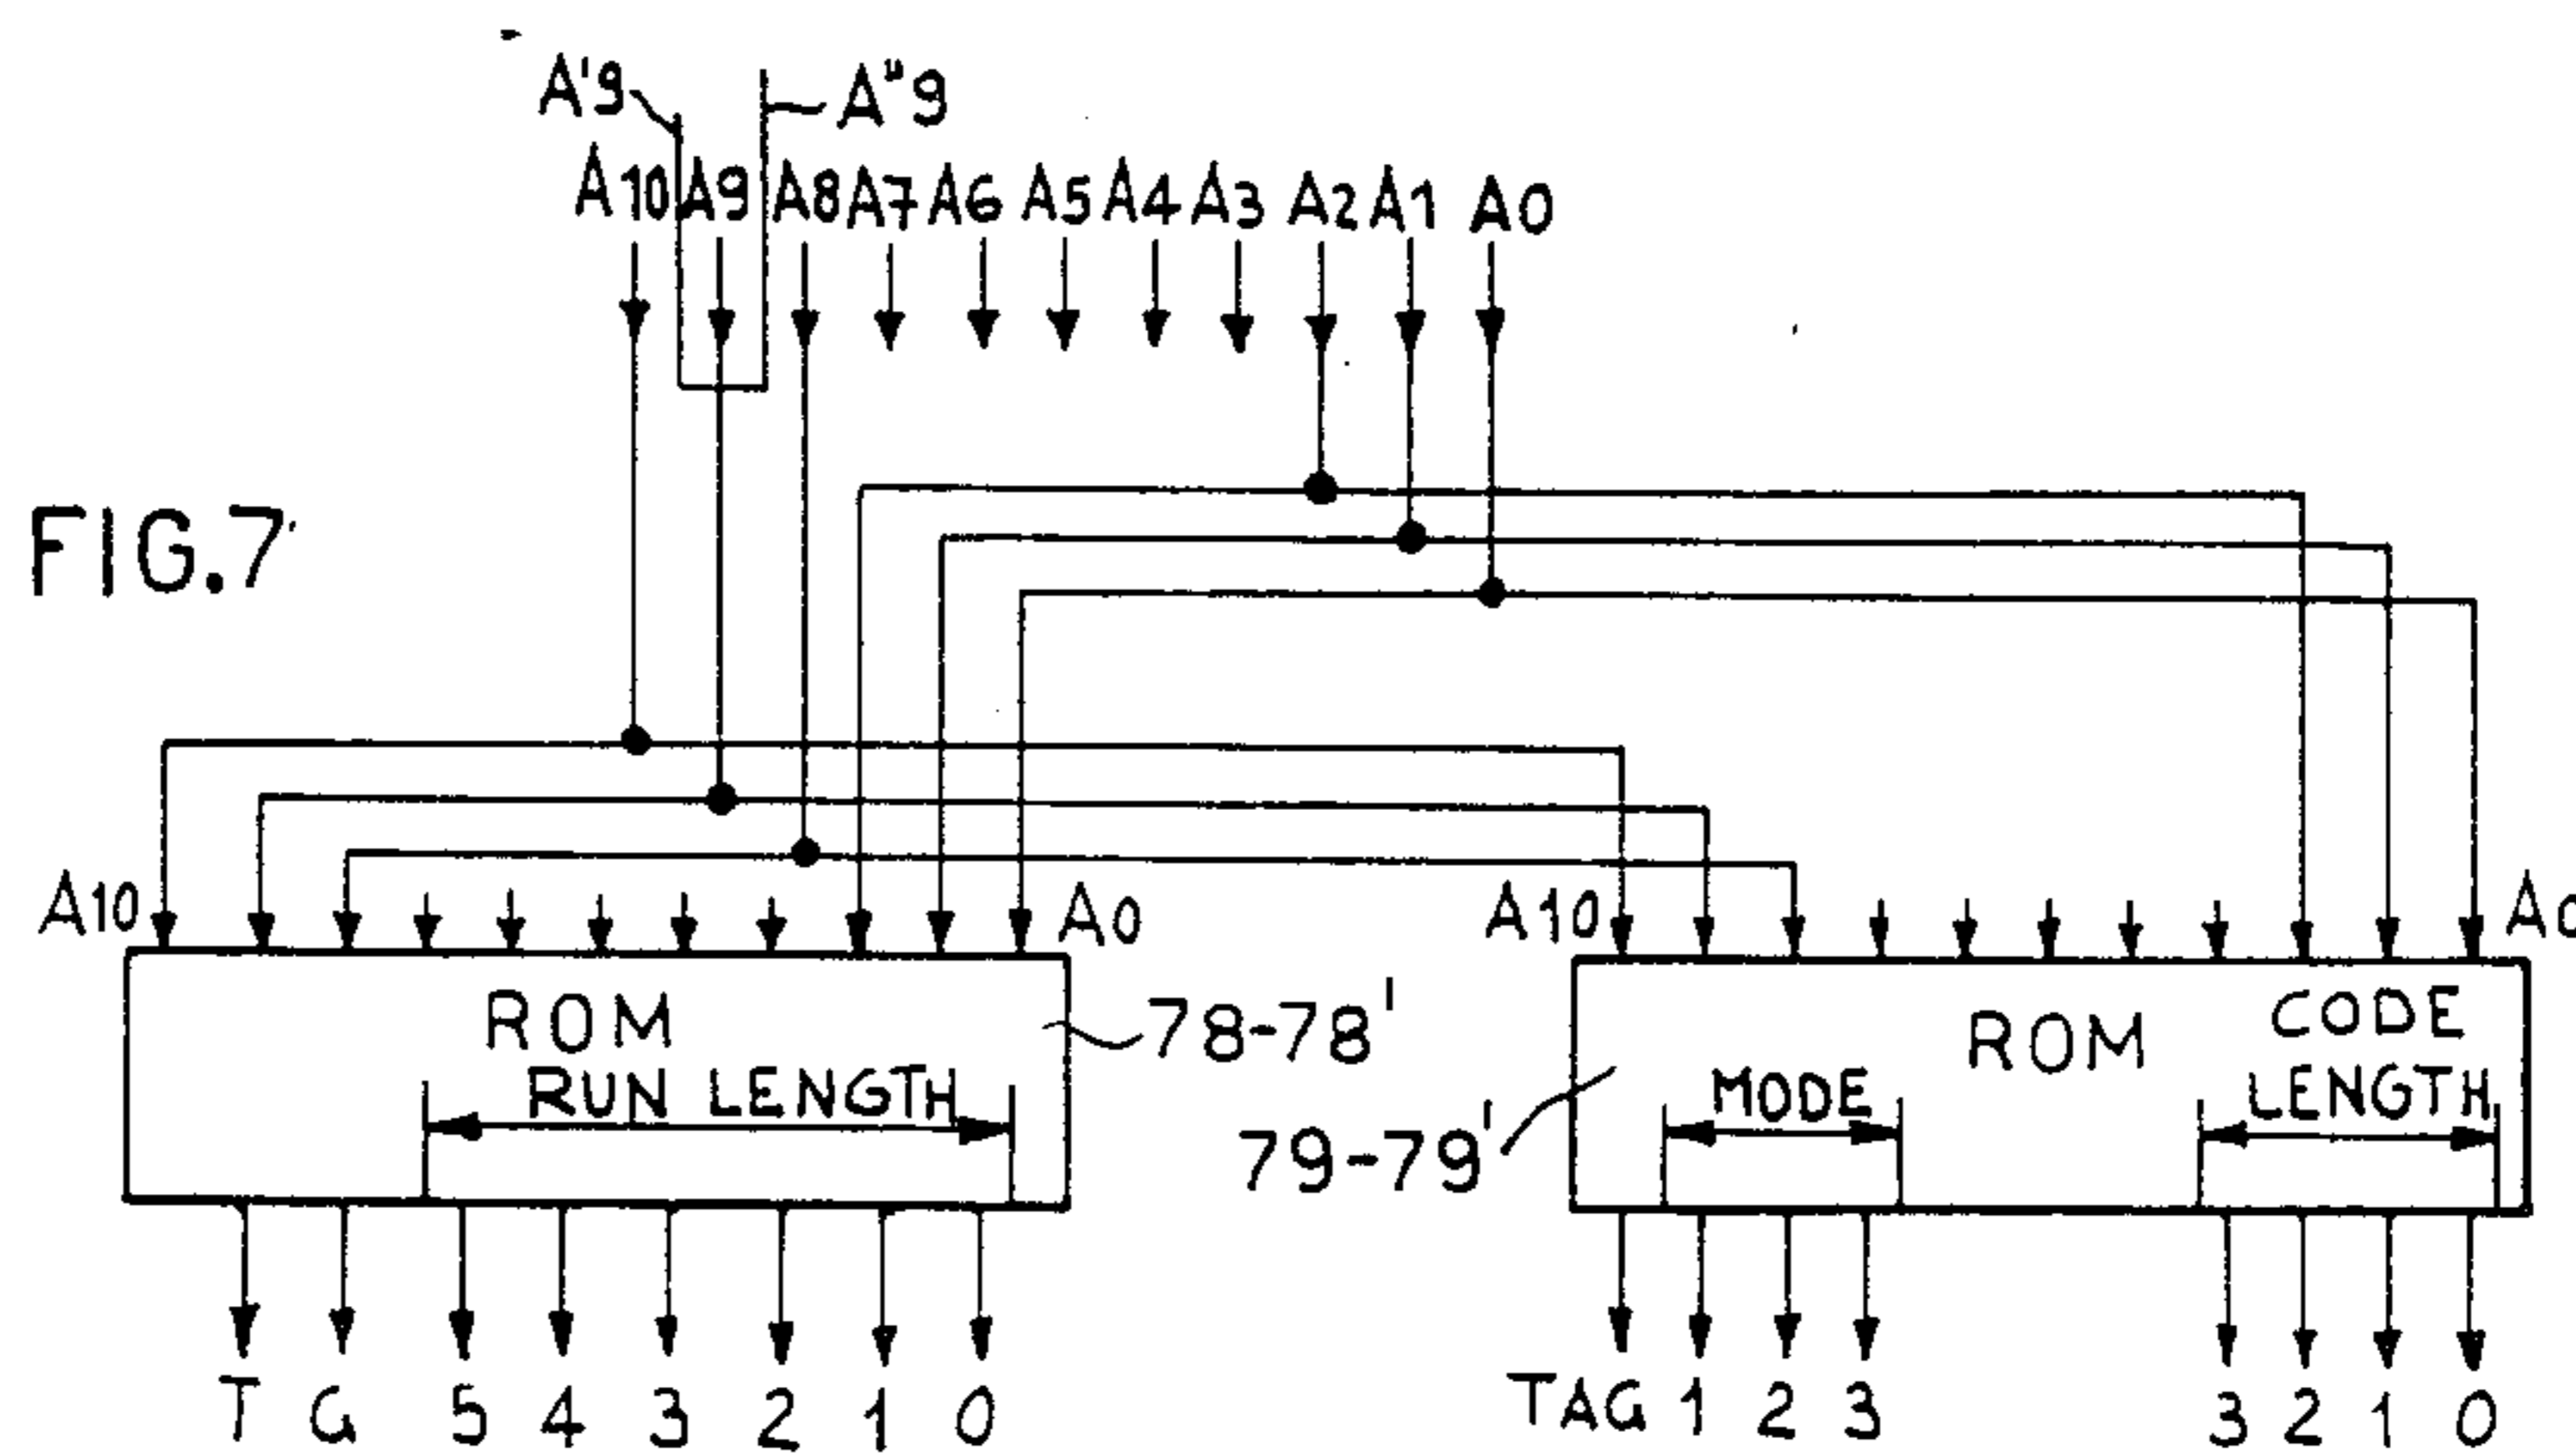 A'9 A"9
A10 A9 A8 A7 A6 A5 A4 A3 A2 A1 A0
FIG.7
A10 A0 A10 A0
ROM 78-78' ROM CODE
RUN LENGTH MODE LENGTH
79-79'
T G 5 4 3 2 1 0 TAG 1 2 3 3 2 1 0